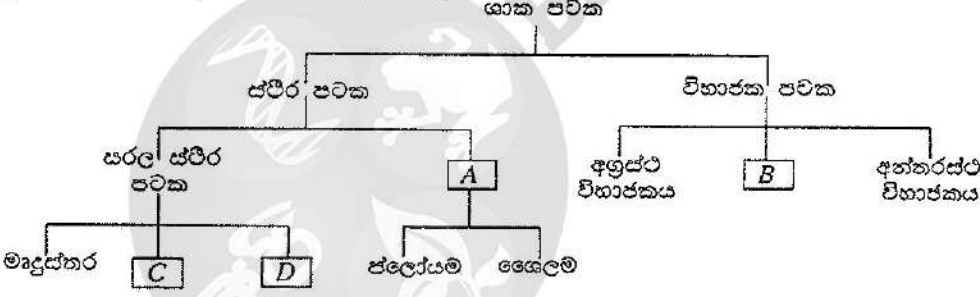 ශාක පටක
ස්ථිර පටක
විභාජක පටක
සරල ස්ථිර
පටක
A
අග්‍රස්ථ
විභාජකය
B
අන්තරස්ථ
විභාජකය
මෘදුස්තර
C
D
ප්ලෝයම
ශෛලම